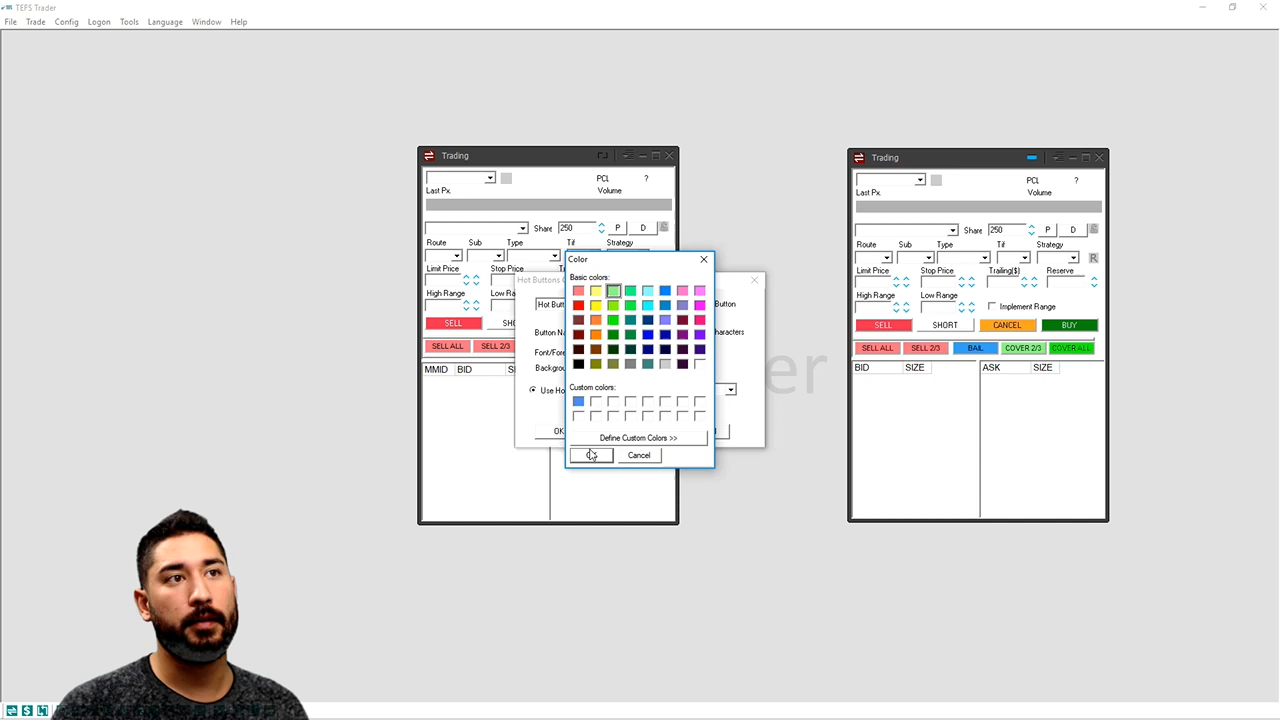 TEFS Trader
File Trade Config Logon Tools Language Window Help
Trading
PCL ?
Last Px. Volume
Share 250 P D
Route Sub Type Tif Strategy
Limit Price Stop Price
High Range
SELL
SELL ALL SELL 2/3
MMID BID
Hot Buttons
Hot Butt
Button
Button Na
characters
Font/Fore
Backgrou
Use Ho
OK
Color
Basic colors:
Custom colors:
Define Custom Colors >>
Cancel
Trading
PCL ?
Last Px. Volume
Share 250 P D
Route Sub Type Tif Strategy
R
Limit Price Stop Price Trailing($) Reserve
High Range Low Range Implement Range
SELL SHORT CANCEL BUY
SELL ALL SELL 2/3 BAIL COVER 2/3 COVER ALL
BID SIZE ASK SIZE